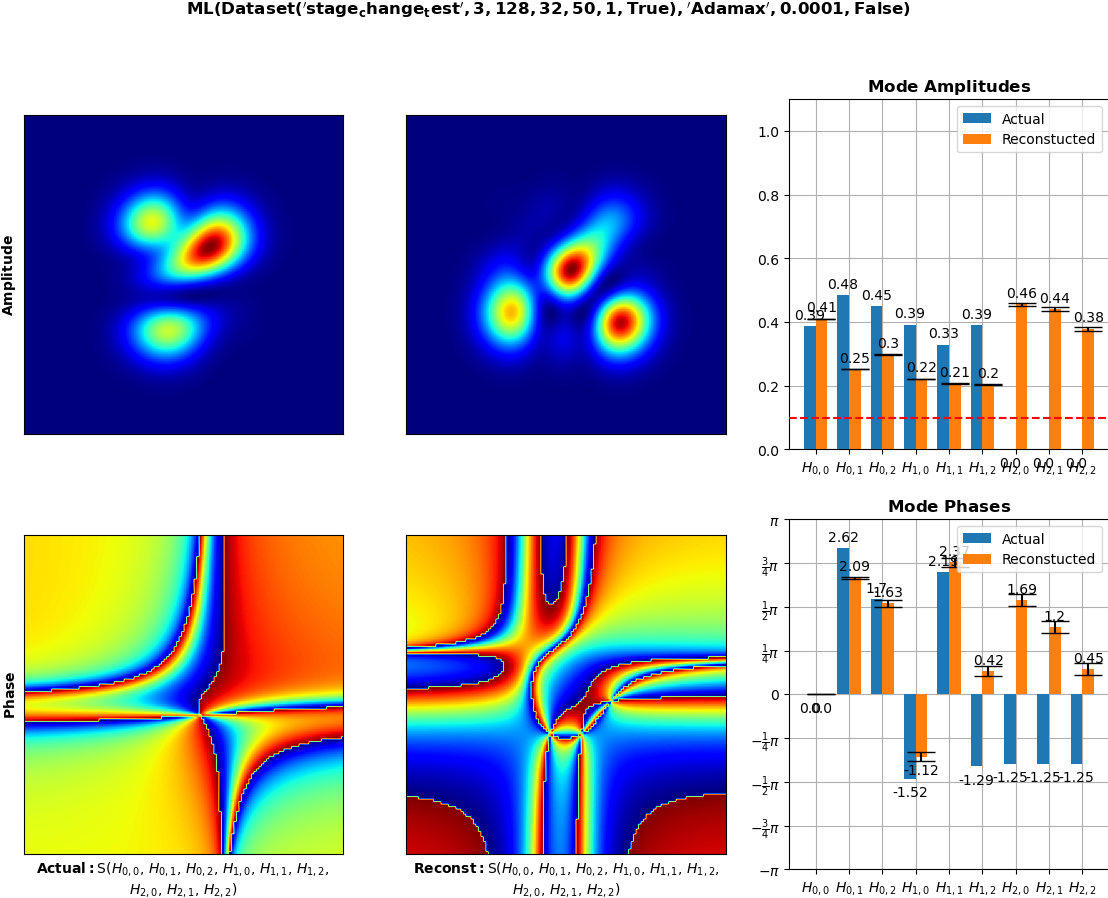 ML(Dataset('stage_change_test', 3, 128, 32, 50, 1, True), 'Adamax', 0.0001, False)
Amplitude
Mode Amplitudes
Actual
Reconstucted
1.0
0.8
0.6
0.4
0.2
0.0
0.39 0.41 0.48 0.25 0.45 0.3 0.39 0.22 0.33 0.21 0.39 0.2 0.46 0.44 0.38
0.0 0.0 0.0
H0,0 H0,1 H0,2 H1,0 H1,1 H1,2 H2,0 H2,1 H2,2
Phase
Mode Phases
Actual
Reconstucted
π
3/4π
1/2π
1/4π
0
−1/4π
−1/2π
−3/4π
−π
0.0 0.0 2.62 2.09 1.7 1.63 -1.52 -1.12 -1.29 0.42 -1.25 1.69 -1.25 1.2 -1.25 0.45
H0,0 H0,1 H0,2 H1,0 H1,1 H1,2 H2,0 H2,1 H2,2
Actual: S(H0,0, H0,1, H0,2, H1,0, H1,1, H1,2,
H2,0, H2,1, H2,2)
Reconst: S(H0,0, H0,1, H0,2, H1,0, H1,1, H1,2,
H2,0, H2,1, H2,2)